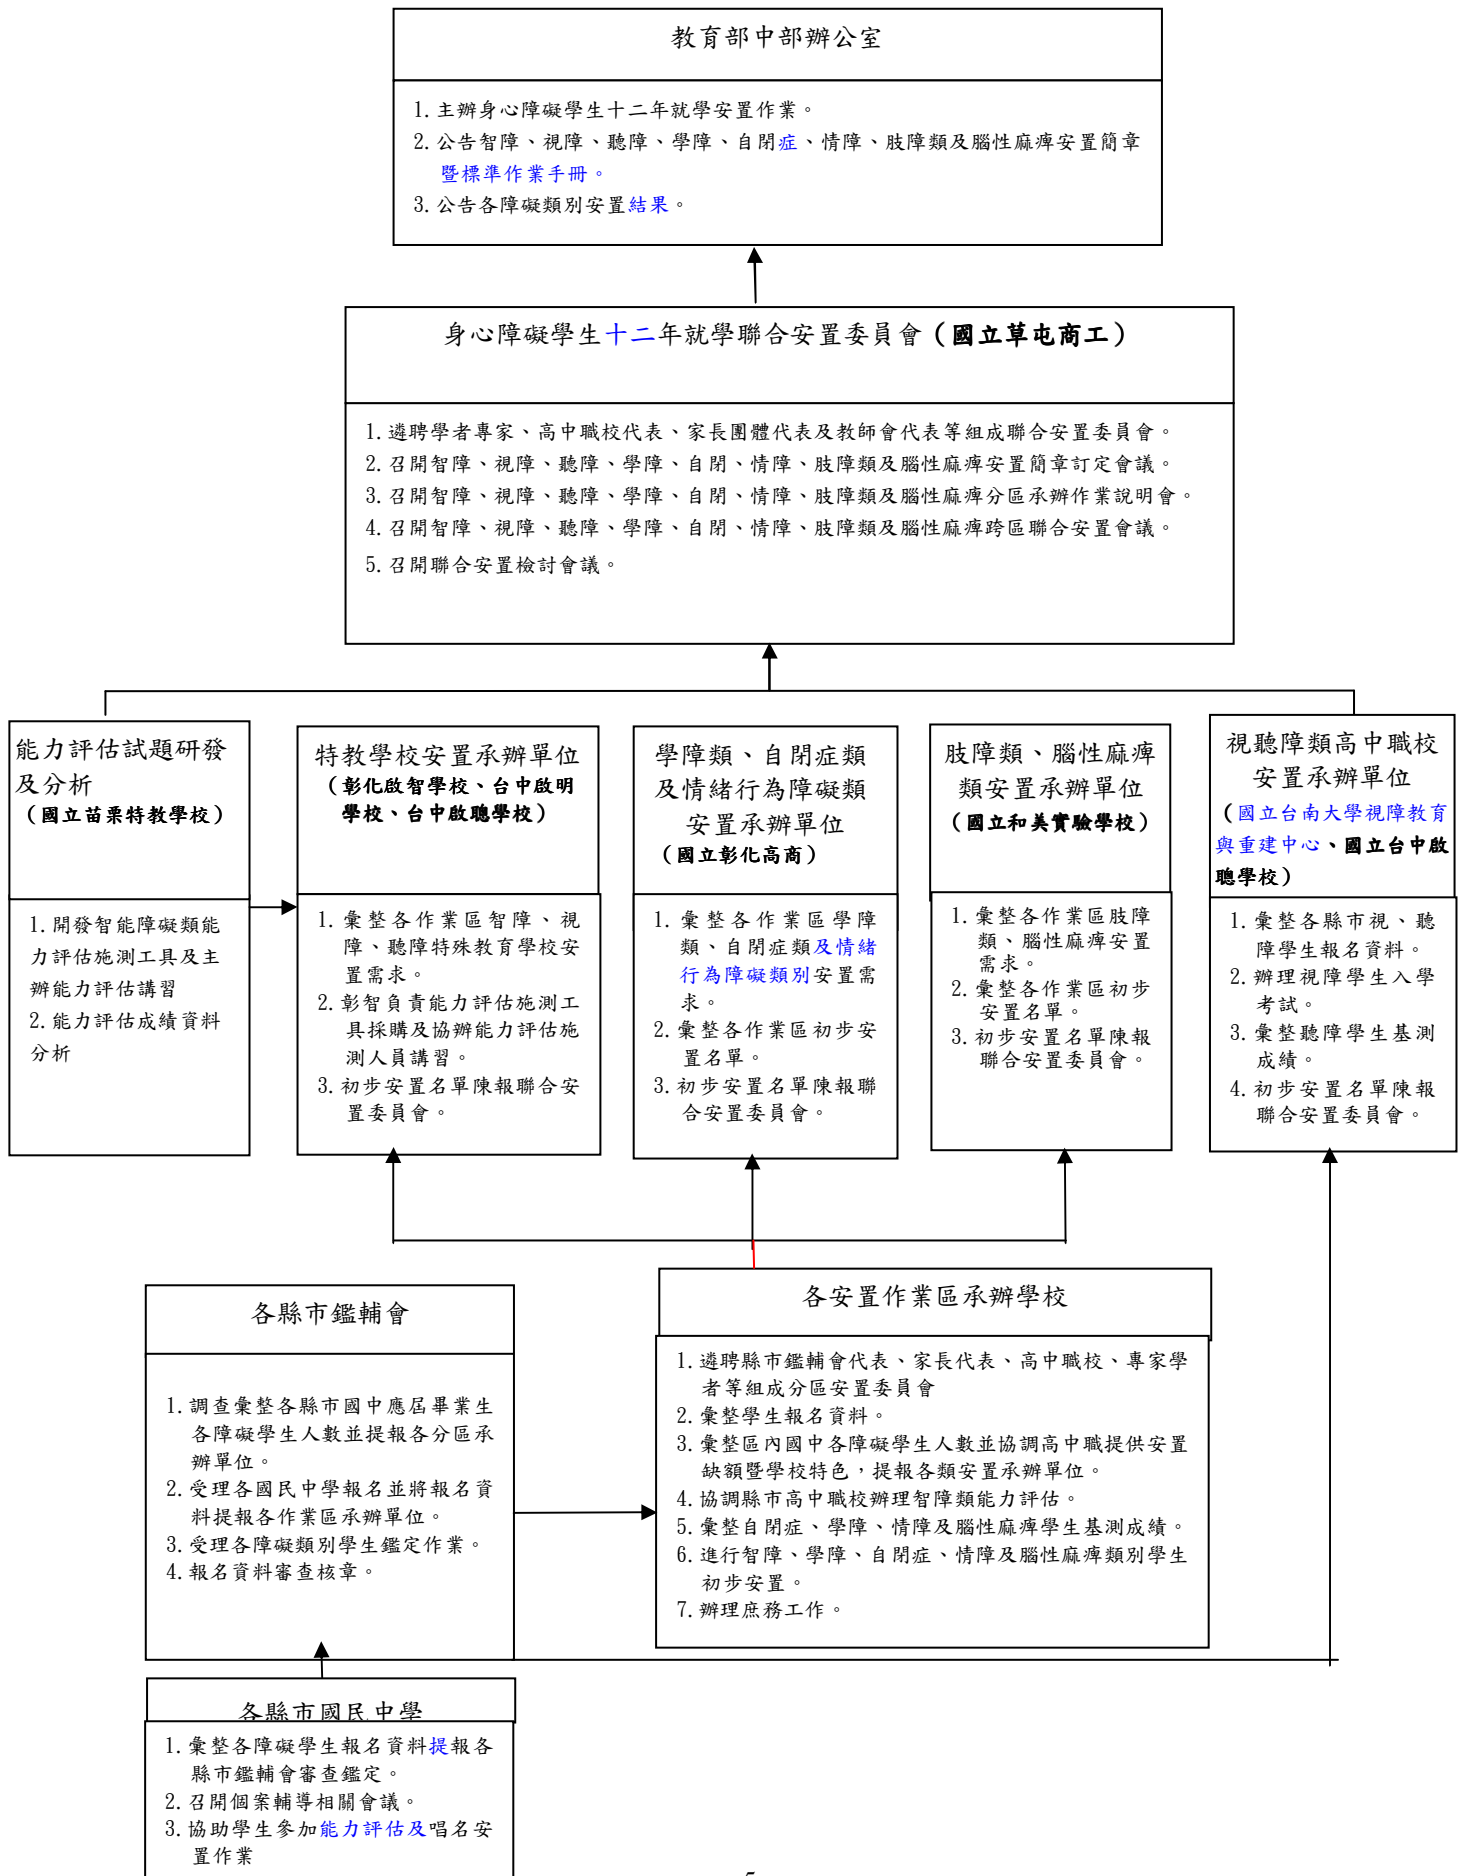 教育部中部辦公室
1.主辦身心障礙學生十二年就學安置作業。
2.公告智障、視障、聽障、學障、自閉症、情障、肢障類及腦性麻痺安置簡章
暨標準作業手冊。
3.公告各障礙類別安置結果。
身心障礙學生十二年就學聯合安置委員會（國立草屯商工）
1.遴聘學者專家、高中職校代表、家長團體代表及教師會代表等組成聯合安置委員會。
2.召開智障、視障、聽障、學障、自閉、情障、肢障類及腦性麻痺安置簡章訂定會議。
3.召開智障、視障、聽障、學障、自閉、情障、肢障類及腦性麻痺分區承辦作業說明會。
4.召開智障、視障、聽障、學障、自閉、情障、肢障類及腦性麻痺跨區聯合安置會議。
5.召開聯合安置檢討會議。
能力評估試題研發
及分析
（國立苗栗特教學校）
1.開發智能障礙類能
力評估施測工具及主
辦能力評估講習
2.能力評估成績資料
分析
特教學校安置承辦單位
（彰化啟智學校、台中啟明
學校、台中啟聰學校）
1.彙整各作業區智障、視
障、聽障特殊教育學校安
置需求。
2.彰智負責能力評估施測工
具採購及協辦能力評估施
測人員講習。
3.初步安置名單陳報聯合安
置委員會。
學障類、自閉症類
及情緒行為障礙類
安置承辦單位
（國立彰化高商）
1.彙整各作業區學障
類、自閉症類及情緒
行為障礙類別安置需
求。
2.彙整各作業區初步安
置名單。
3.初步安置名單陳報聯
合安置委員會。
肢障類、腦性麻痺
類安置承辦單位
（國立和美實驗學校）
1.彙整各作業區肢障
類、腦性麻痺安置
需求。
2.彙整各作業區初步
安置名單。
3.初步安置名單陳報
聯合安置委員會。
視聽障類高中職校
安置承辦單位
（國立台南大學視障教育
與重建中心、國立台中啟
聰學校）
1.彙整各縣市視、聽
障學生報名資料。
2.辦理視障學生入學
考試。
3.彙整聽障學生基測
成績。
4.初步安置名單陳報
聯合安置委員會。
各縣市鑑輔會
1.調查彙整各縣市國中應屆畢業生
各障礙學生人數並提報各分區承
辦單位。
2.受理各國民中學報名並將報名資
料提報各作業區承辦單位。
3.受理各障礙類別學生鑑定作業。
4.報名資料審查核章。
各安置作業區承辦學校
1.遴聘縣市鑑輔會代表、家長代表、高中職校、專家學
者等組成分區安置委員會
2.彙整學生報名資料。
3.彙整區內國中各障礙學生人數並協調高中職提供安置
缺額暨學校特色，提報各類安置承辦單位。
4.協調縣市高中職校辦理智障類能力評估。
5.彙整自閉症、學障、情障及腦性麻痺學生基測成績。
6.進行智障、學障、自閉症、情障及腦性麻痺類別學生
初步安置。
7.辦理庶務工作。
各縣市國民中學
1.彙整各障礙學生報名資料提報各
縣市鑑輔會審查鑑定。
2.召開個案輔導相關會議。
3.協助學生參加能力評估及唱名安
置作業